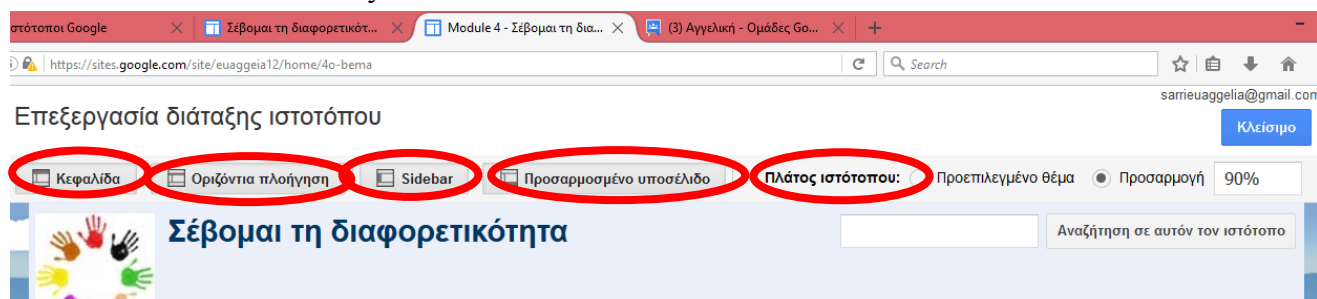 στότοποι Google
Σέβομαι τη διαφορετικότ...
Module 4 - Σέβομαι τη δια...
(3) Αγγελική - Ομάδες Go...
https://sites.google.com/site/euaggeia12/home/4o-bema
Search
sarrieuaggelia@gmail.com
Επεξεργασία διάταξης ιστοτόπου
Κλείσιμο
Κεφαλίδα Οριζόντια πλοήγηση Sidebar Προσαρμοσμένο υποσέλιδο Πλάτος ιστότοπου: Προεπιλεγμένο θέμα Προσαρμογή 90%
Σέβομαι τη διαφορετικότητα
Αναζήτηση σε αυτόν τον ιστότοπο